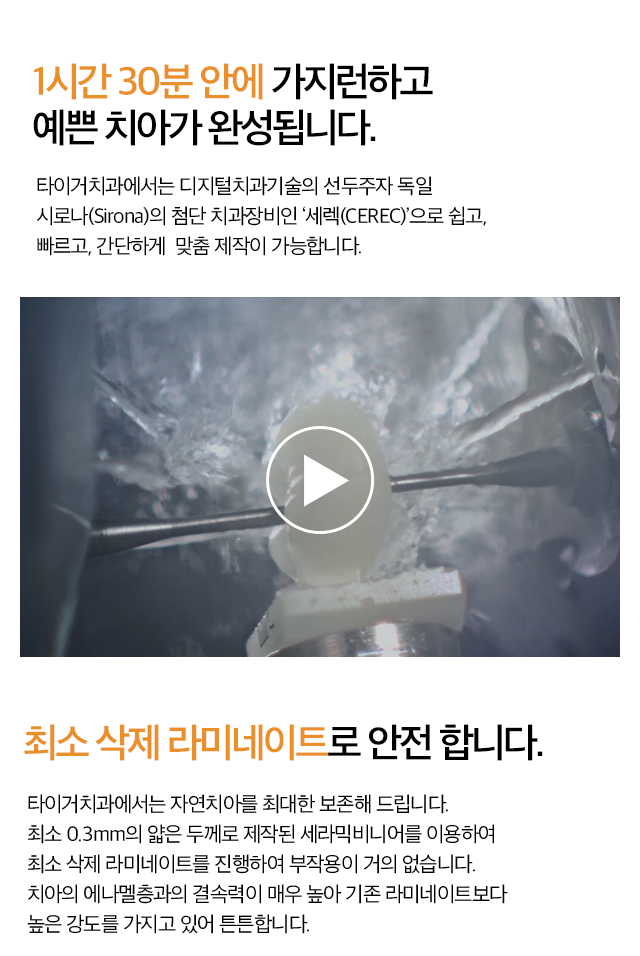 1시간 30분 안에 가지런하고
예쁜 치아가 완성됩니다.
타이거치과에서는 디지털치과기술의 선두주자 독일
시로나(Sirona)의 첨단 치과장비인 ‘세렉(CEREC)’으로 쉽고,
빠르고, 간단하게 맞춤 제작이 가능합니다.
최소 삭제 라미네이트로 안전 합니다.
타이거치과에서는 자연치아를 최대한 보존해 드립니다.
최소 0.3mm의 얇은 두께로 제작된 세라믹비니어를 이용하여
최소 삭제 라미네이트를 진행하여 부작용이 거의 없습니다.
치아의 에나멜층과의 결속력이 매우 높아 기존 라미네이트보다
높은 강도를 가지고 있어 튼튼합니다.